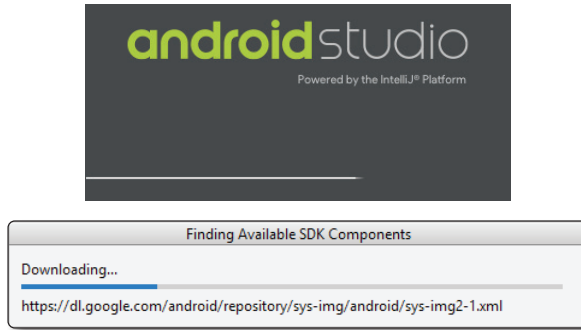 androidstudio
Powered by the IntelliJ® Platform
Finding Available SDK Components
Downloading...
https://dl.google.com/android/repository/sys-img/android/sys-img2-1.xml